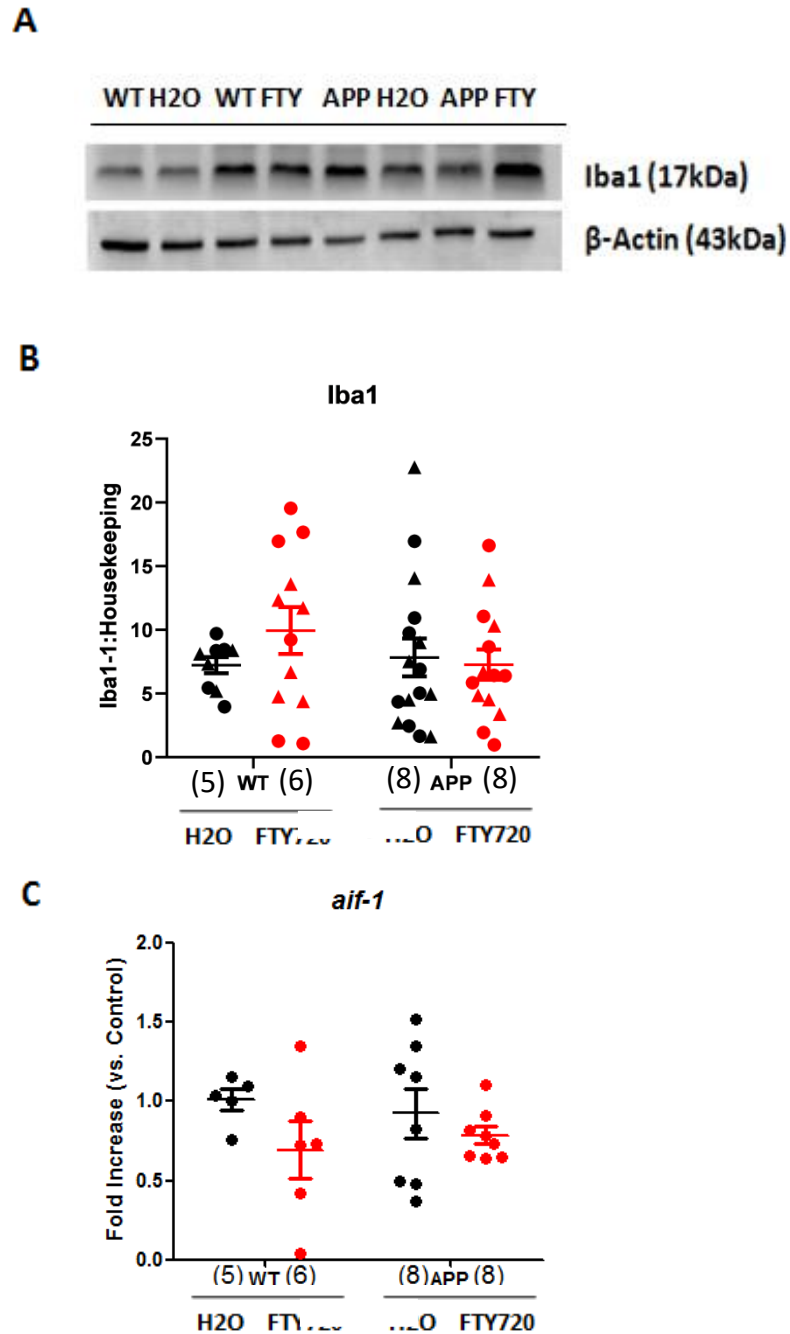 A
WT H2O WT FTY APP H2O APP FTY
Iba1 (17kDa)
β-Actin (43kDa)
B
Iba1
Iba1-1:Housekeeping
25
20
15
10
5
0
(5) WT (6) (8) APP (8)
H2O FTY720
C
aif-1
Fold Increase (vs. Control)
2.0
1.5
1.0
0.5
0.0
(5) WT (6) (8) APP (8)
H2O FTY720